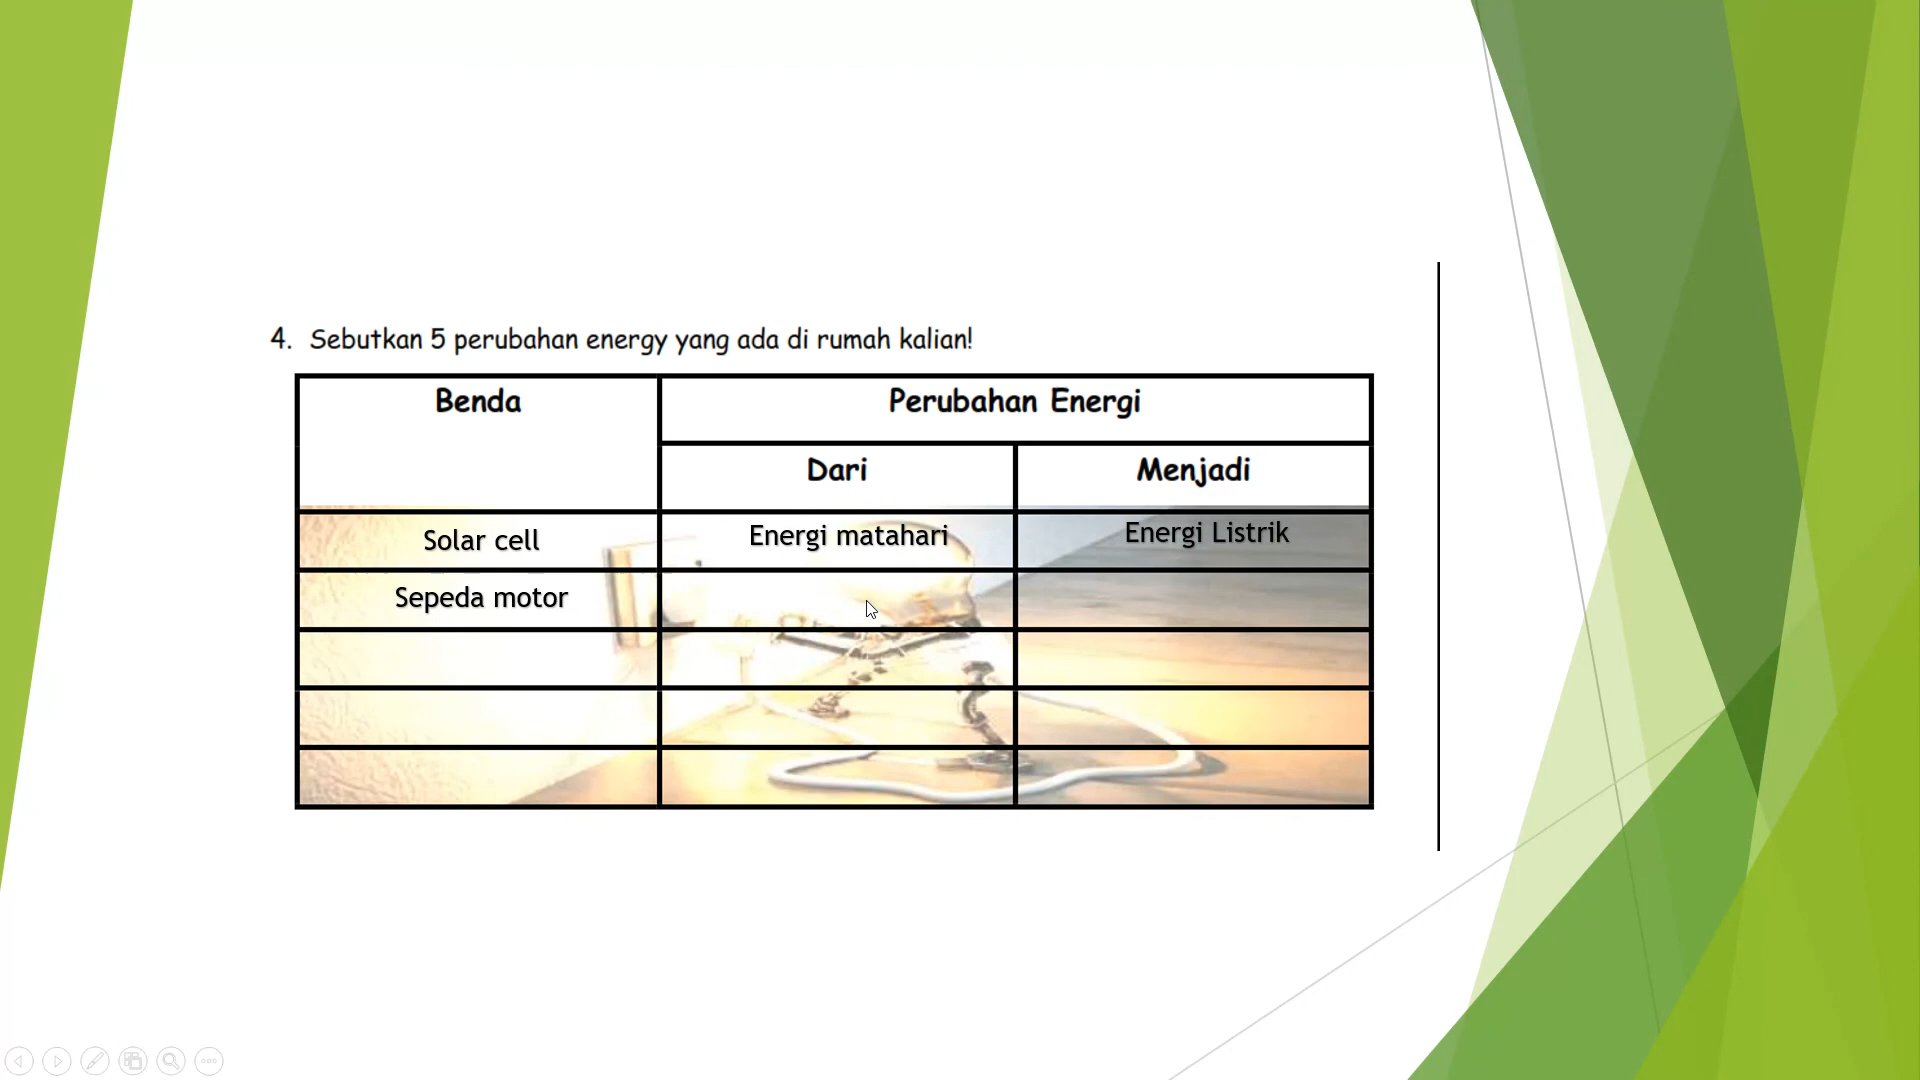 4. Sebutkan 5 perubahan energy yang ada di rumah kalian!
Benda
Perubahan Energi
Dari
Menjadi
Solar cell
Energi matahari
Energi Listrik
Sepeda motor